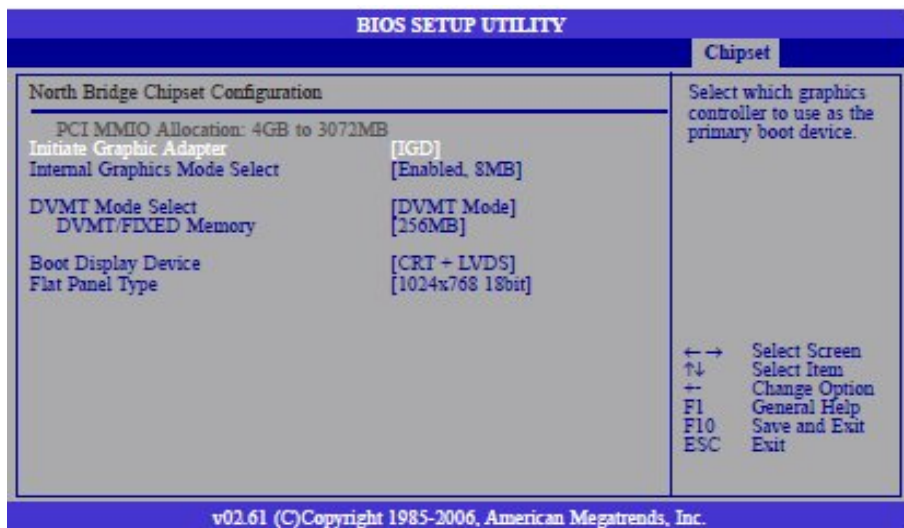 BIOS SETUP UTILITY
Chipset
North Bridge Chipset Configuration
PCI MMIO Allocation: 4GB to 3072MB
Initiate Graphic Adapter [IGD]
Internal Graphics Mode Select [Enabled, 8MB]
DVMT Mode Select [DVMT Mode]
DVMT/FIXED Memory [256MB]
Boot Display Device [CRT + LVDS]
Flat Panel Type [1024x768 18bit]
Select which graphics
controller to use as the
primary boot device.
←→ Select Screen
↑↓ Select Item
+- Change Option
F1 General Help
F10 Save and Exit
ESC Exit
v02.61 (C)Copyright 1985-2006, American Megatrends, Inc.